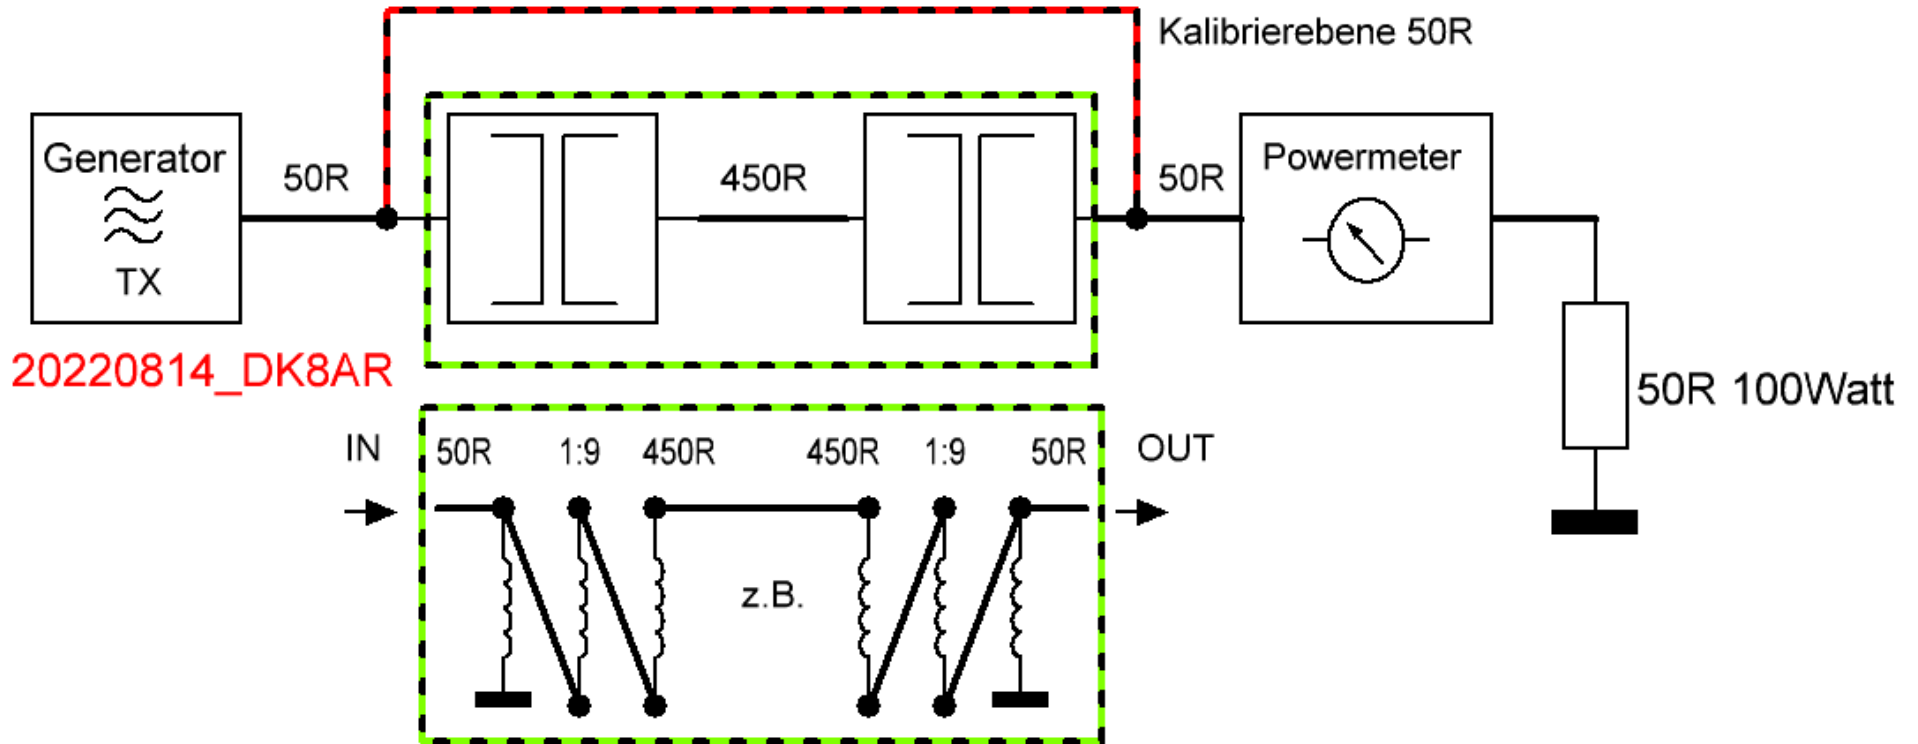 Kalibrierebene 50R
Generator
TX
50R
450R
50R
Powermeter
20220814_DK8AR
50R 100Watt
IN
50R 1:9 450R 450R 1:9 50R
OUT
z.B.